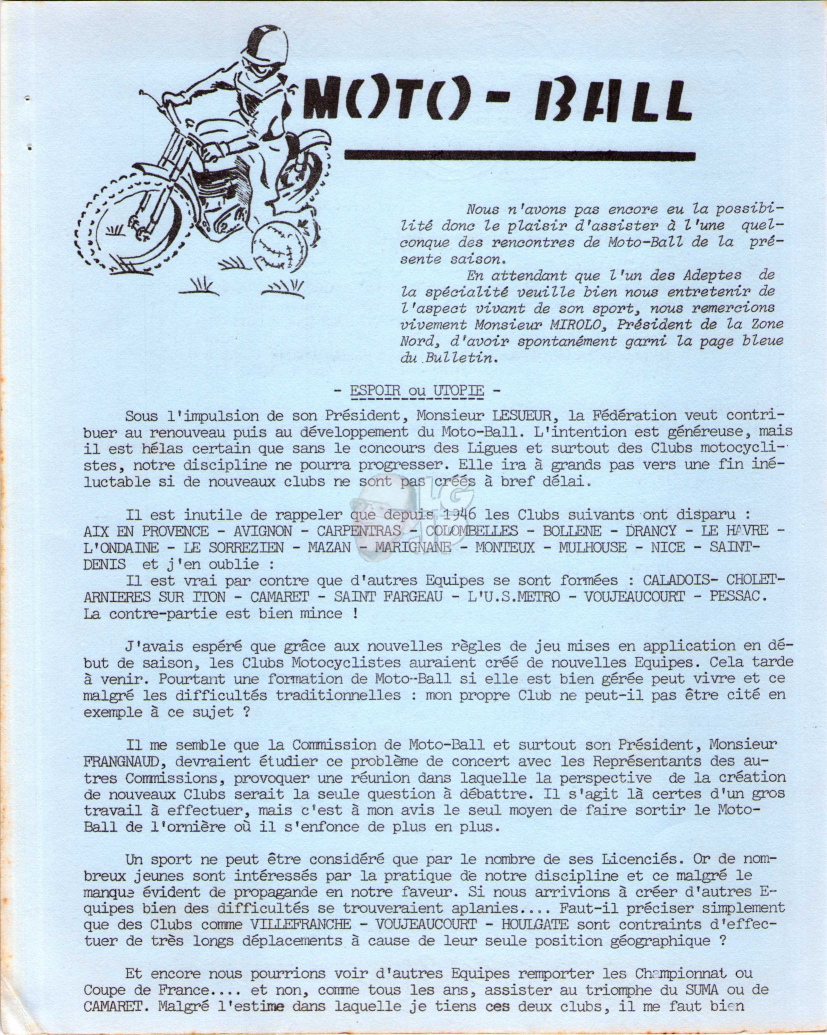 MOTO - BALL
Nous n'avons pas encore eu la possibi-
lité donc le plaisir d'assister à l'une quel-
conque des rencontres de Moto-Ball de la pré-
sente saison.
En attendant que l'un des Adeptes de
la spécialité veuille bien nous entretenir de
l'aspect vivant de son sport, nous remercions
vivement Monsieur MIROLO, Président de la Zone
Nord, d'avoir spontanément garni la page bleue
du Bulletin.
- ESPOIR ou UTOPIE -
Sous l'impulsion de son Président, Monsieur LESUEUR, la Fédération veut contri-
buer au renouveau puis au développement du Moto-Ball. L'intention est généreuse, mais
il est hélas certain que sans le concours des Ligues et surtout des Clubs motocycli-
stes, notre discipline ne pourra progresser. Elle ira à grands pas vers une fin iné-
luctable si de nouveaux clubs ne sont pas créés à bref délai.
Il est inutile de rappeler que depuis 1946 les Clubs suivants ont disparu :
AIX EN PROVENCE - AVIGNON - CARPENTRAS - COLOMBELLES - BOLLENE - DRANCY - LE HAVRE -
L'ONDAINE - LE SORREZIEN - MAZAN - MARIGNANE - MONTEUX - MULHOUSE - NICE - SAINT-
DENIS et j'en oublie :
Il est vrai par contre que d'autres Equipes se sont formées : CALADOIS- CHOLET-
ARNIERES SUR ITON - CAMARET - SAINT FARGEAU - L'U.S.METRO - VOUJEAUCOURT - PESSAC.
La contre-partie est bien mince !
J'avais espéré que grâce aux nouvelles règles de jeu mises en application en dé-
but de saison, les Clubs Motocyclistes auraient créé de nouvelles Equipes. Cela tarde
à venir. Pourtant une formation de Moto-Ball si elle est bien gérée peut vivre et ce
malgré les difficultés traditionnelles : mon propre Club ne peut-il pas être cité en
exemple à ce sujet ?
Il me semble que la Commission de Moto-Ball et surtout son Président, Monsieur
FRANGNAUD, devraient étudier ce problème de concert avec les Représentants des au-
tres Commissions, provoquer une réunion dans laquelle la perspective de la création
de nouveaux Clubs serait la seule question à débattre. Il s'agit là certes d'un gros
travail à effectuer, mais c'est à mon avis le seul moyen de faire sortir le Moto-
Ball de l'ornière où il s'enfonce de plus en plus.
Un sport ne peut être considéré que par le nombre de ses Licenciés. Or de nom-
breux jeunes sont intéressés par la pratique de notre discipline et ce malgré le
manque évident de propagande en notre faveur. Si nous arrivions à créer d'autres E-
quipes bien des difficultés se trouveraient aplanies.... Faut-il préciser simplement
que des Clubs comme VILLEFRANCHE - VOUJEAUCOURT - HOULGATE sont contraints d'effec-
tuer de très longs déplacements à cause de leur seule position géographique ?
Et encore nous pourrions voir d'autres Equipes remporter les Championnat ou
Coupe de France.... et non, comme tous les ans, assister au triomphe du SUMA ou de
CAMARET. Malgré l'estime dans laquelle je tiens ces deux clubs, il me faut bien